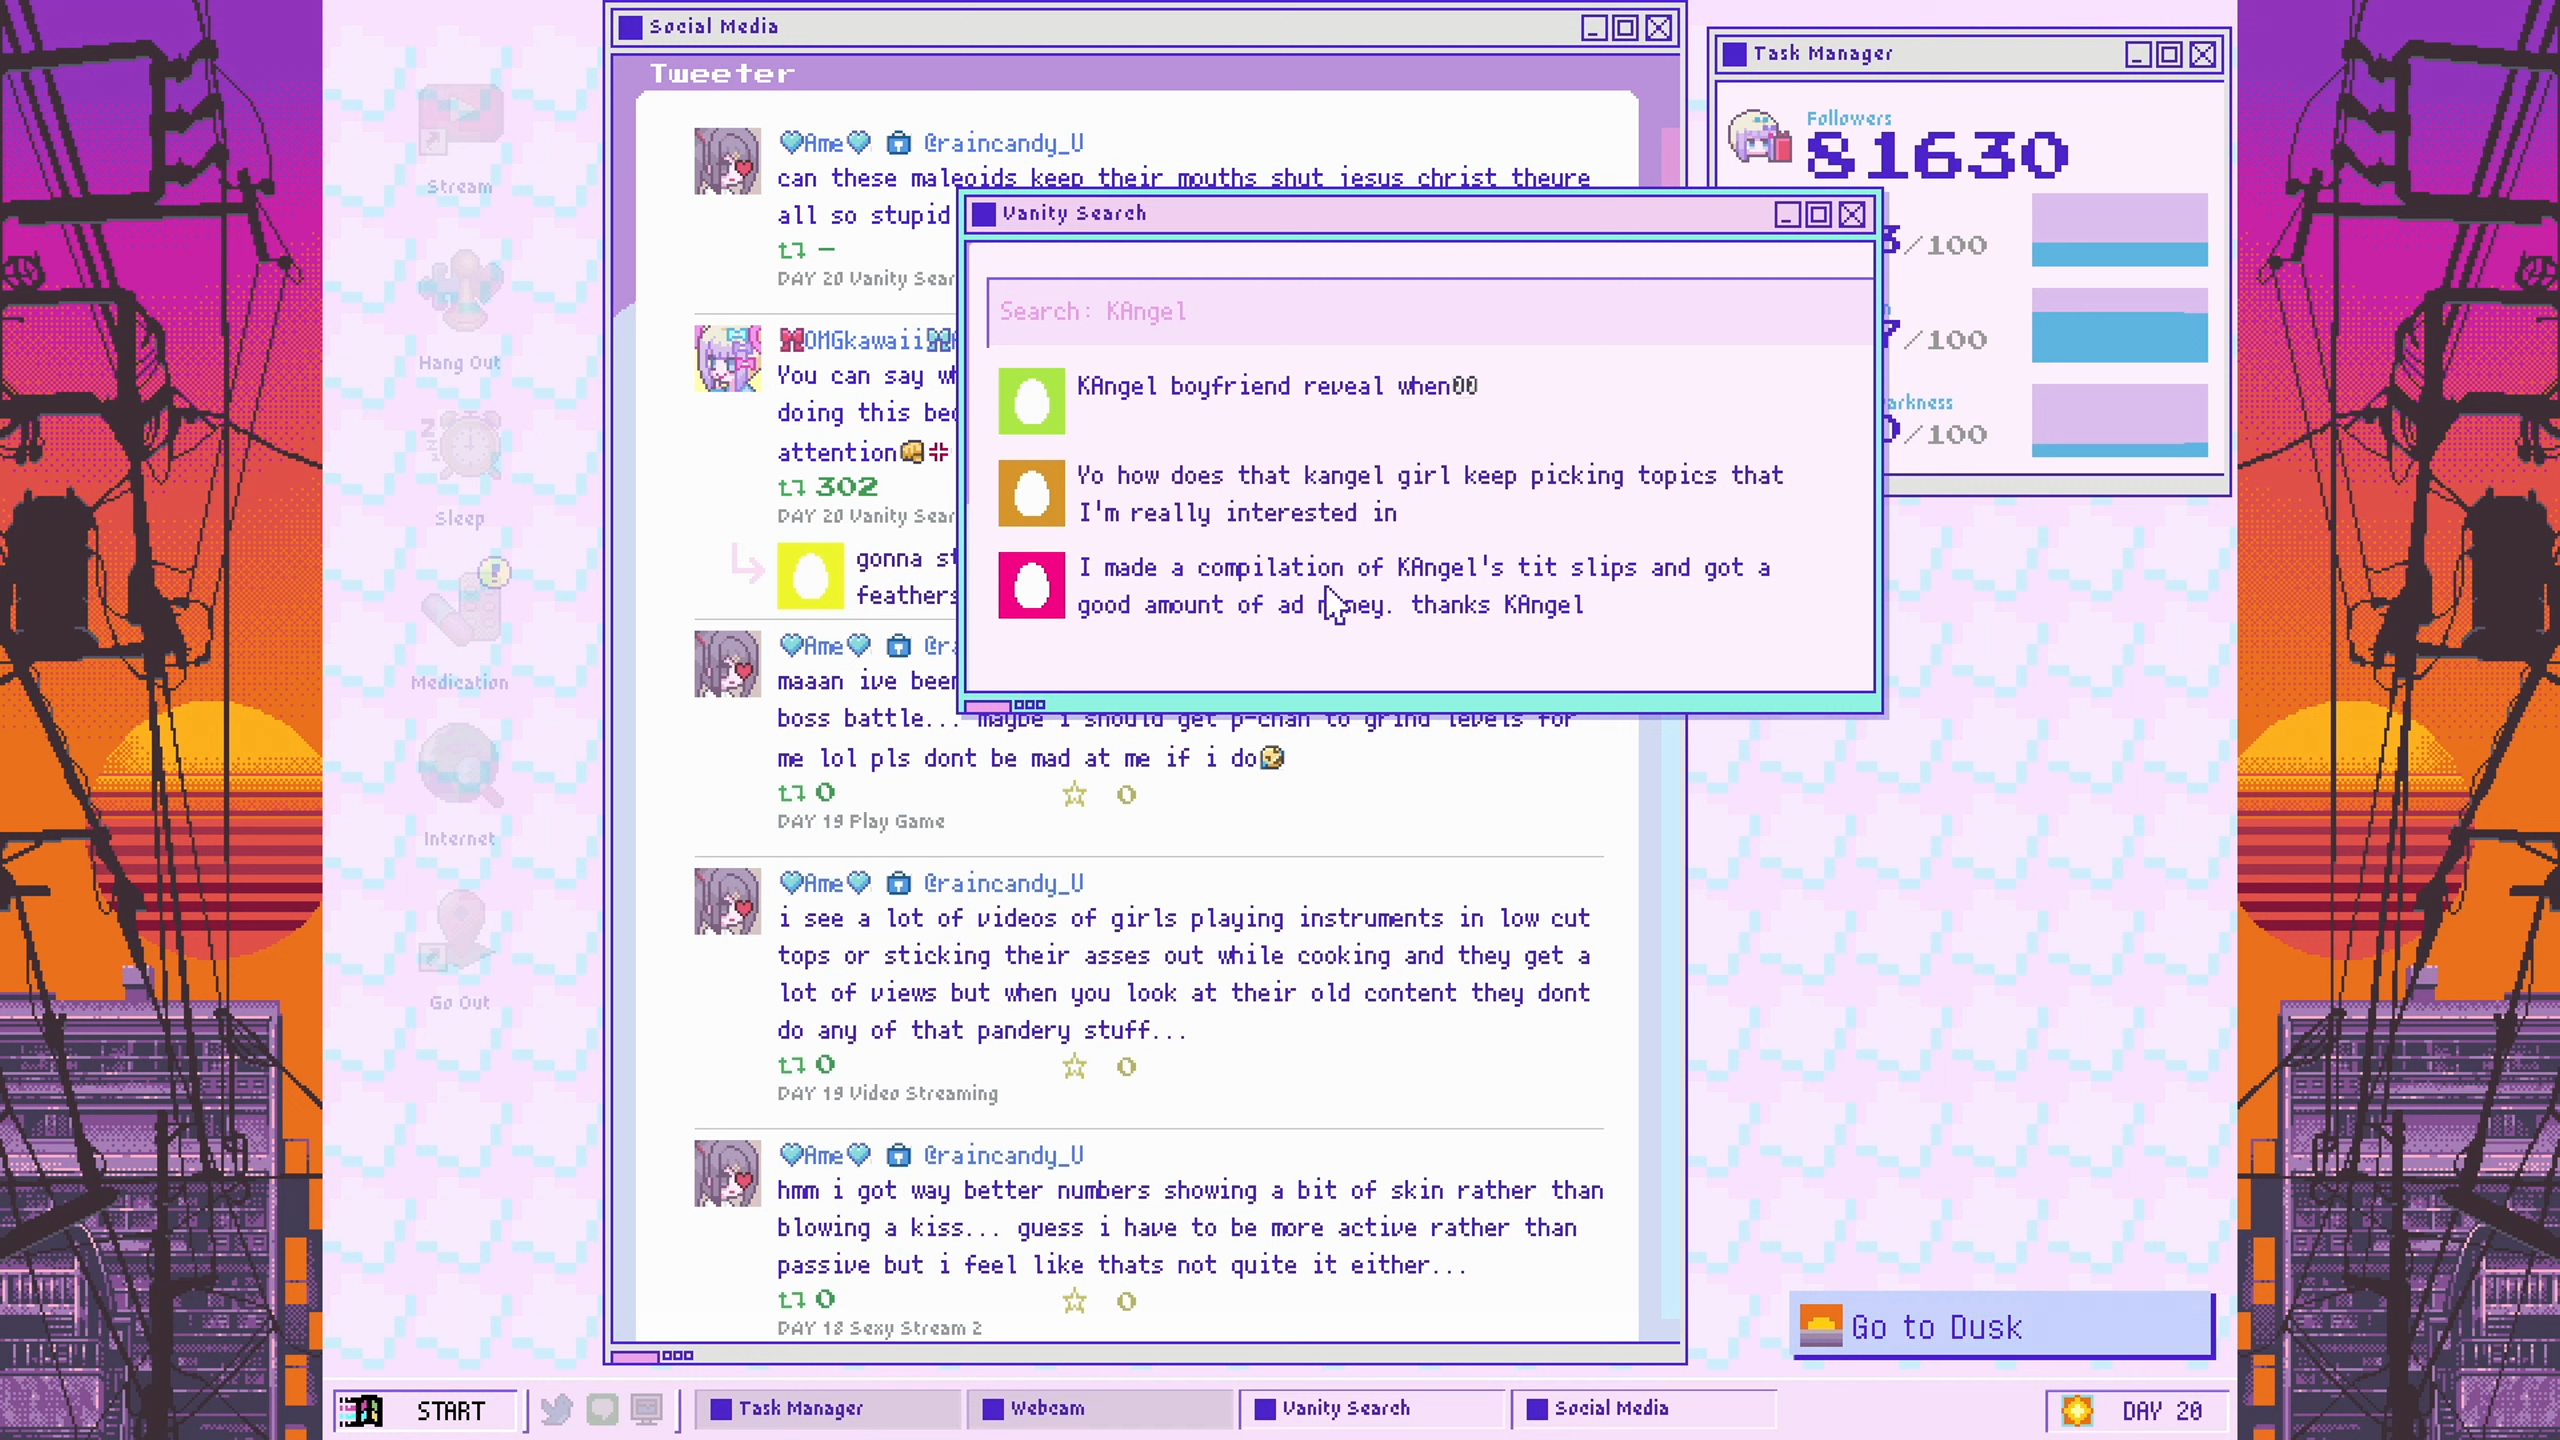 Social Media
Tweeter
Ame @raincandy_U
can these maleoids keep their mouths shut jesus christ theyre
all so stupid
DAY 20 Vanity Sear
OMGkawaii
You can say wh
doing this bec
attention
302
DAY 20 Vanity Sear
gonna st
feathers
Ame @ra
maaan ive been
boss battle... maybe i should get p-chan to grind levels for
me lol pls dont be mad at me if i do
0 0
DAY 19 Play Game
Ame @raincandy_U
i see a lot of videos of girls playing instruments in low cut
tops or sticking their asses out while cooking and they get a
lot of views but when you look at their old content they dont
do any of that pandery stuff...
0 0
DAY 19 Video Streaming
Ame @raincandy_U
hmm i got way better numbers showing a bit of skin rather than
blowing a kiss... guess i have to be more active rather than
passive but i feel like thats not quite it either...
0 0
DAY 18 Sexy Stream 2
Vanity Search
Search: KAngel
KAngel boyfriend reveal when
Yo how does that kangel girl keep picking topics that
I'm really interested in
I made a compilation of KAngel's tit slips and got a
good amount of ad money. thanks KAngel
Task Manager
Followers
81630
/100
/100
arkness
/100
Stream
Hang Out
Sleep
Medication
Internet
Go Out
Go to Dusk
START
Task Manager
Webcam
Vanity Search
Social Media
DAY 20